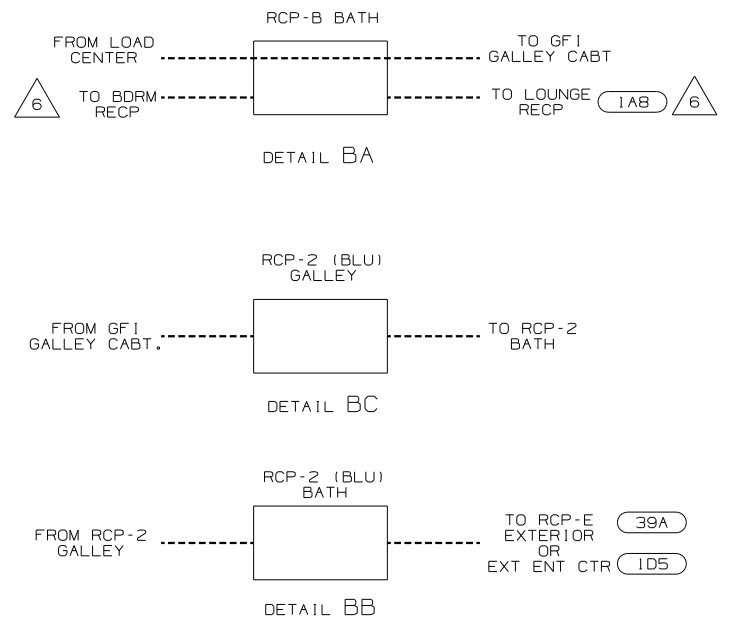 RCP-B BATH
FROM LOAD
CENTER
TO GFI
GALLEY CABT
6
TO BDRM
RECP
TO LOUNGE
RECP
1A8
6
DETAIL BA
RCP-2 (BLU)
GALLEY
FROM GFI
GALLEY CABT.
TO RCP-2
BATH
DETAIL BC
RCP-2 (BLU)
BATH
FROM RCP-2
GALLEY
TO RCP-E
EXTERIOR
OR
EXT ENT CTR
39A
1D5
DETAIL BB